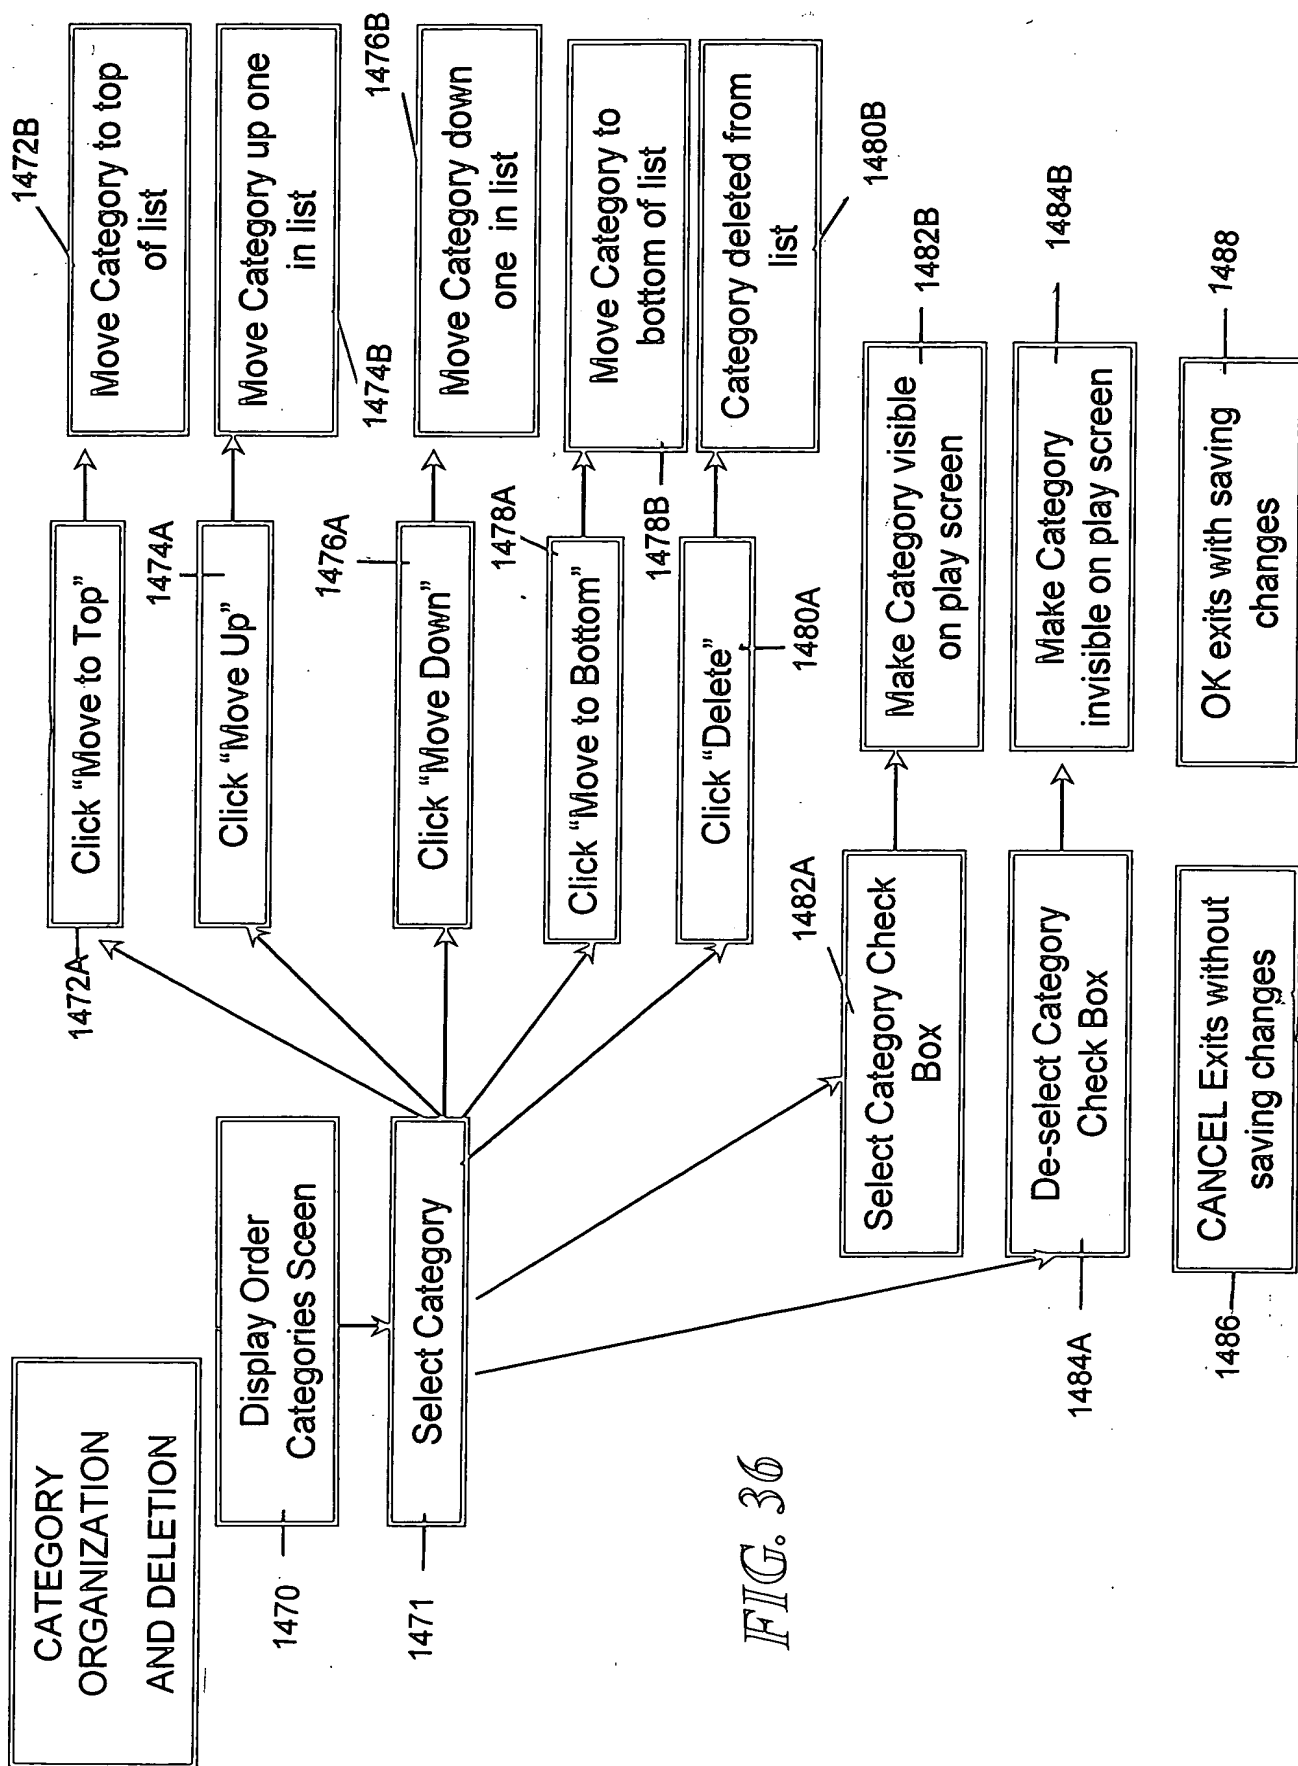 CATEGORY
ORGANIZATION
AND DELETION
1470
Display Order
Categories Sceen
1471
Select Category
1472A
Click “Move to Top”
1472B
Move Category to top
of list
1474A
Click “Move Up”
Move Category up one
in list
1474B
1476A
Click “Move Down”
1476B
Move Category down
one in list
1478A
Click “Move to Bottom”
Move Category to
bottom of list
1478B
Click “Delete”
1480A
Category deleted from
list
1480B
1482A
Select Category Check
Box
Make Category visible
on play screen
1482B
De-select Category
Check Box
1484A
Make Category
invisible on play screen
1484B
CANCEL Exits without
saving changes
1486
OK exits with saving
changes
1488
FIG. 36